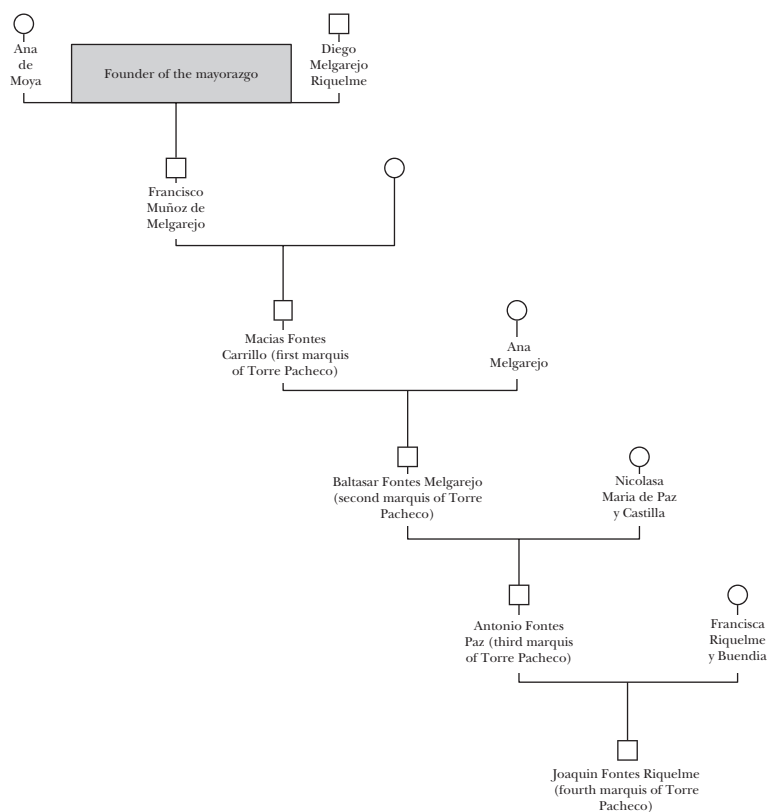 Ana
de
Moya
Founder of the mayorazgo
Diego
Melgarejo
Riquelme
Francisco
Muñoz de
Melgarejo
Macias Fontes
Carrillo (first marquis
of Torre Pacheco)
Ana
Melgarejo
Baltasar Fontes Melgarejo
(second marquis of Torre
Pacheco)
Nicolasa
Maria de Paz
y Castilla
Antonio Fontes
Paz (third marquis
of Torre Pacheco)
Francisca
Riquelme
y Buendia
Joaquin Fontes Riquelme
(fourth marquis of Torre
Pacheco)